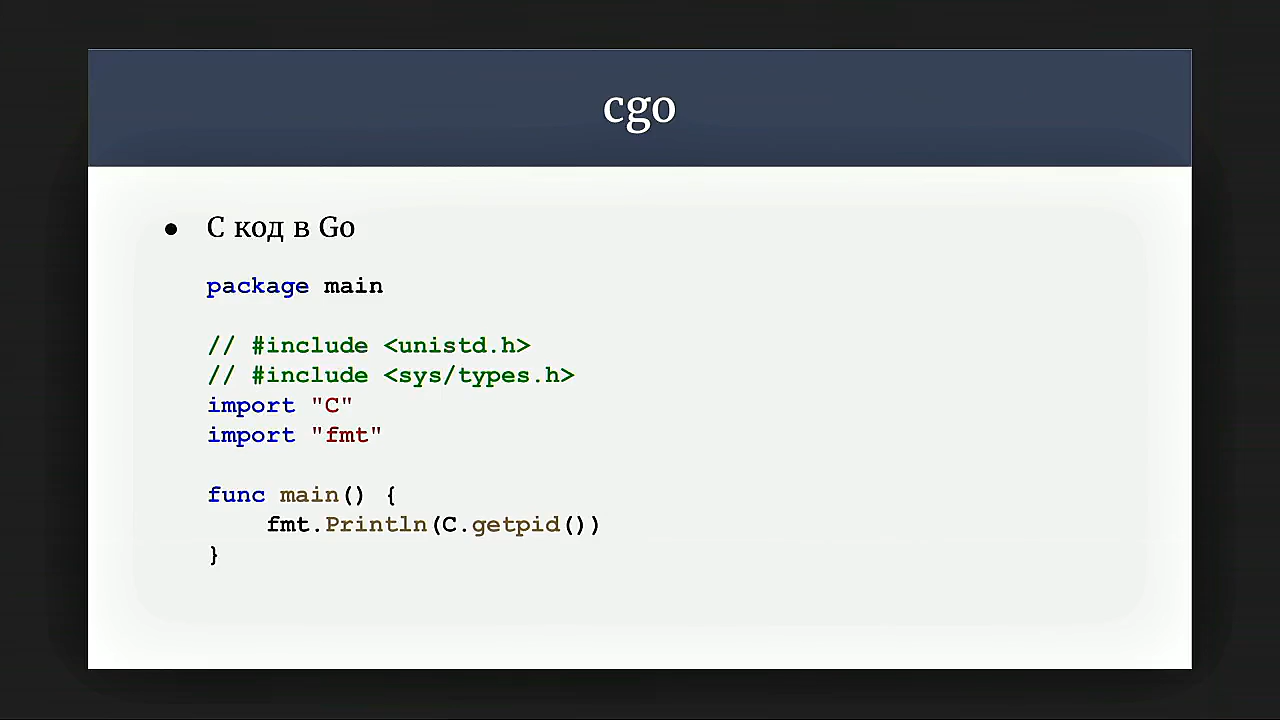 cgo
● С код в Go
package main
// #include <unistd.h>
// #include <sys/types.h>
import "C"
import "fmt"
func main() {
    fmt.Println(C.getpid())
}